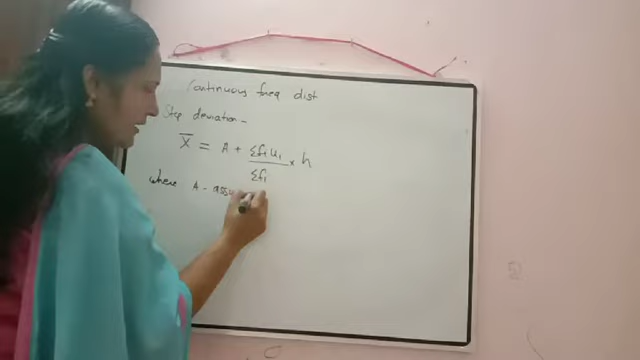 Continuous freq dist
Step deviation -
X̅ = A + Σfᵢuᵢ/Σfᵢ × h
where A - assu